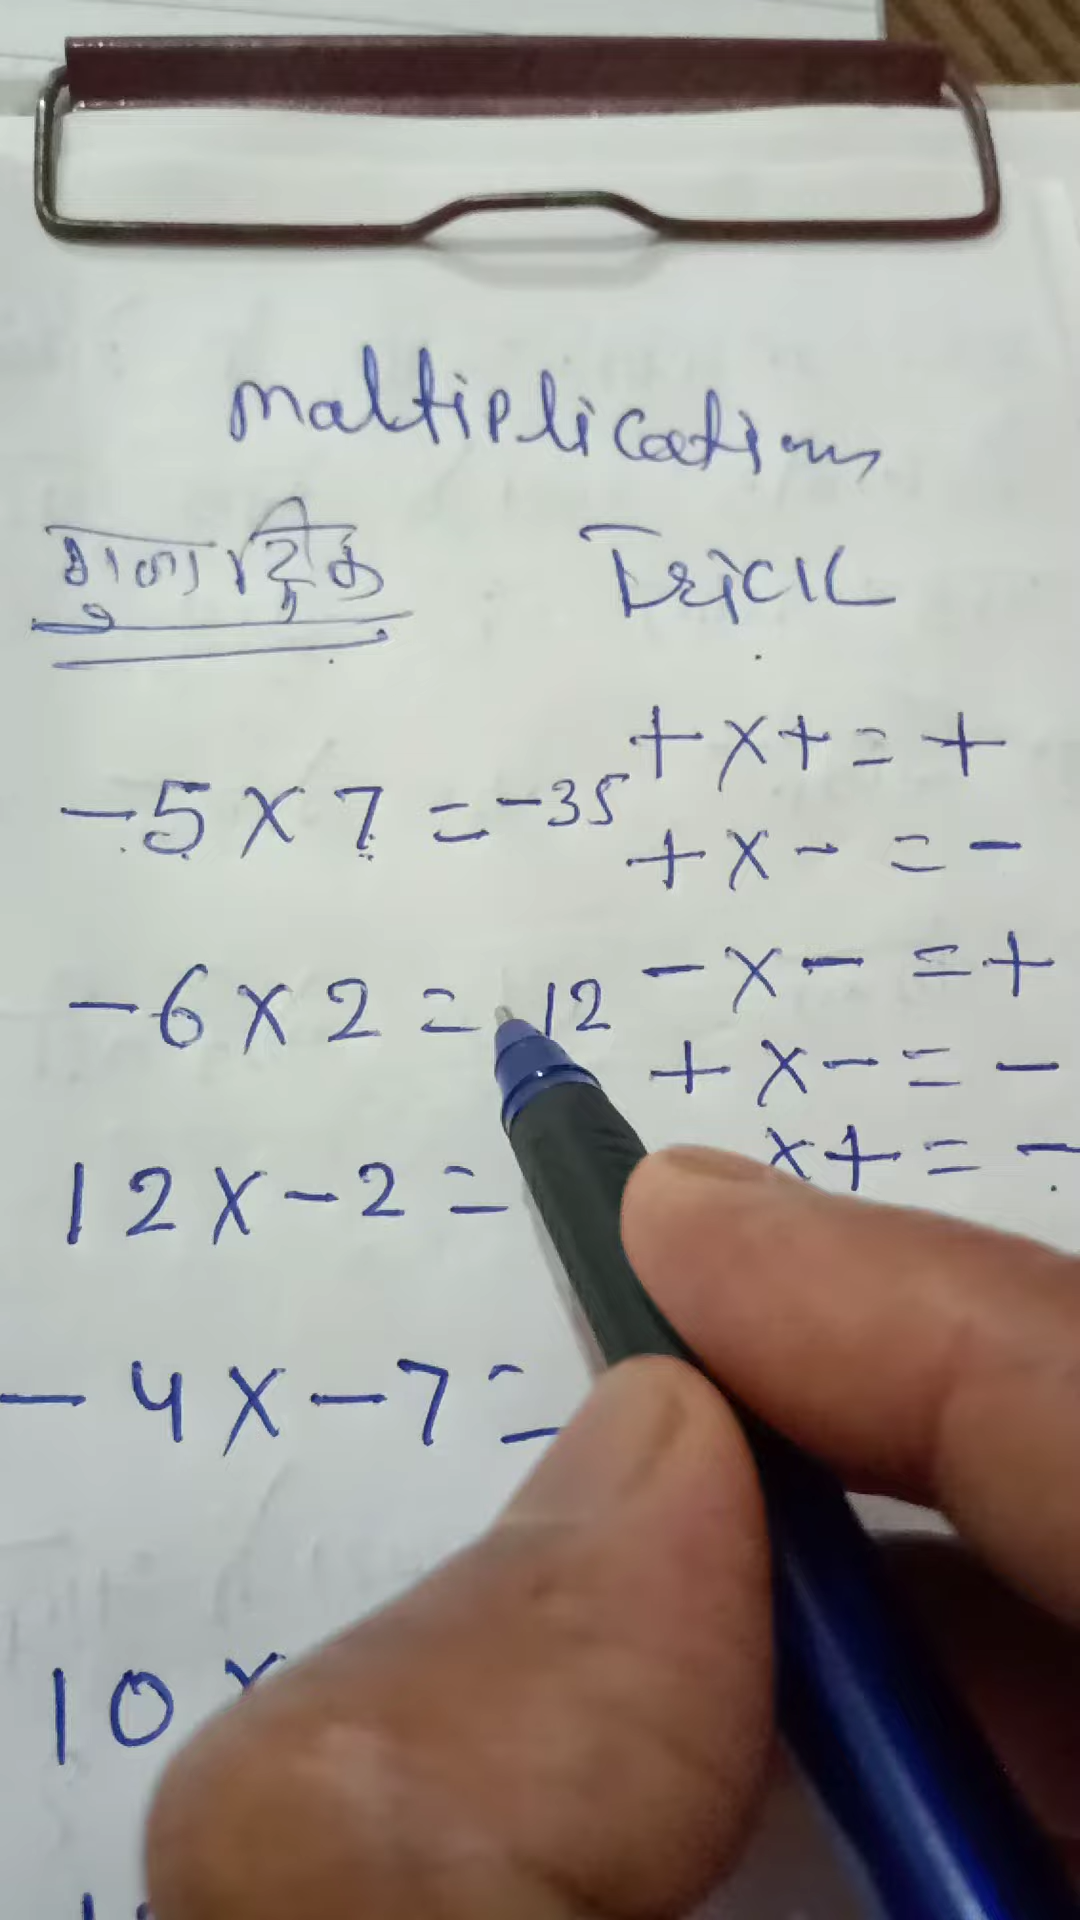 maltiplications
गुणा ट्रिक Trick
-5 x 7 = -35
+ x + = +
+ x - = -
-6 x 2 = 12
- x - = +
+ x - = -
x + = -
12 x -2 =
-4 x -7 =
10 x